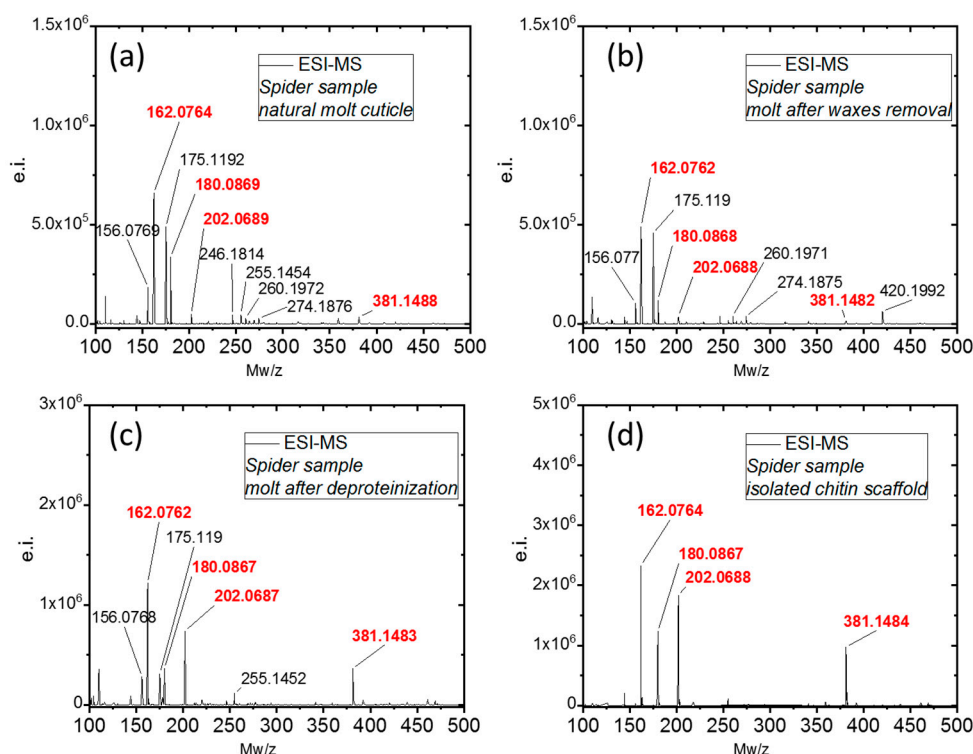 (a)
ESI-MS
Spider sample
natural molt cuticle
1.5x10⁶
1.0x10⁶
5.0x10⁵
0.0
e.i.
162.0764
175.1192
180.0869
202.0689
156.0769
246.1814
255.1454
260.1972
274.1876
381.1488
100 150 200 250 300 350 400 450 500
Mw/z
(b)
ESI-MS
Spider sample
molt after waxes removal
1.5x10⁶
1.0x10⁶
5.0x10⁵
0.0
e.i.
162.0762
175.119
180.0868
202.0688
156.077
260.1971
274.1875
381.1482
420.1992
100 150 200 250 300 350 400 450 500
Mw/z
(c)
ESI-MS
Spider sample
molt after deproteinization
3x10⁶
2x10⁶
1x10⁶
0
e.i.
162.0762
175.119
180.0867
202.0687
156.0768
381.1483
255.1452
100 150 200 250 300 350 400 450 500
Mw/z
(d)
ESI-MS
Spider sample
isolated chitin scaffold
5x10⁶
4x10⁶
3x10⁶
2x10⁶
1x10⁶
0
e.i.
162.0764
180.0867
202.0688
381.1484
100 150 200 250 300 350 400 450 500
Mw/z